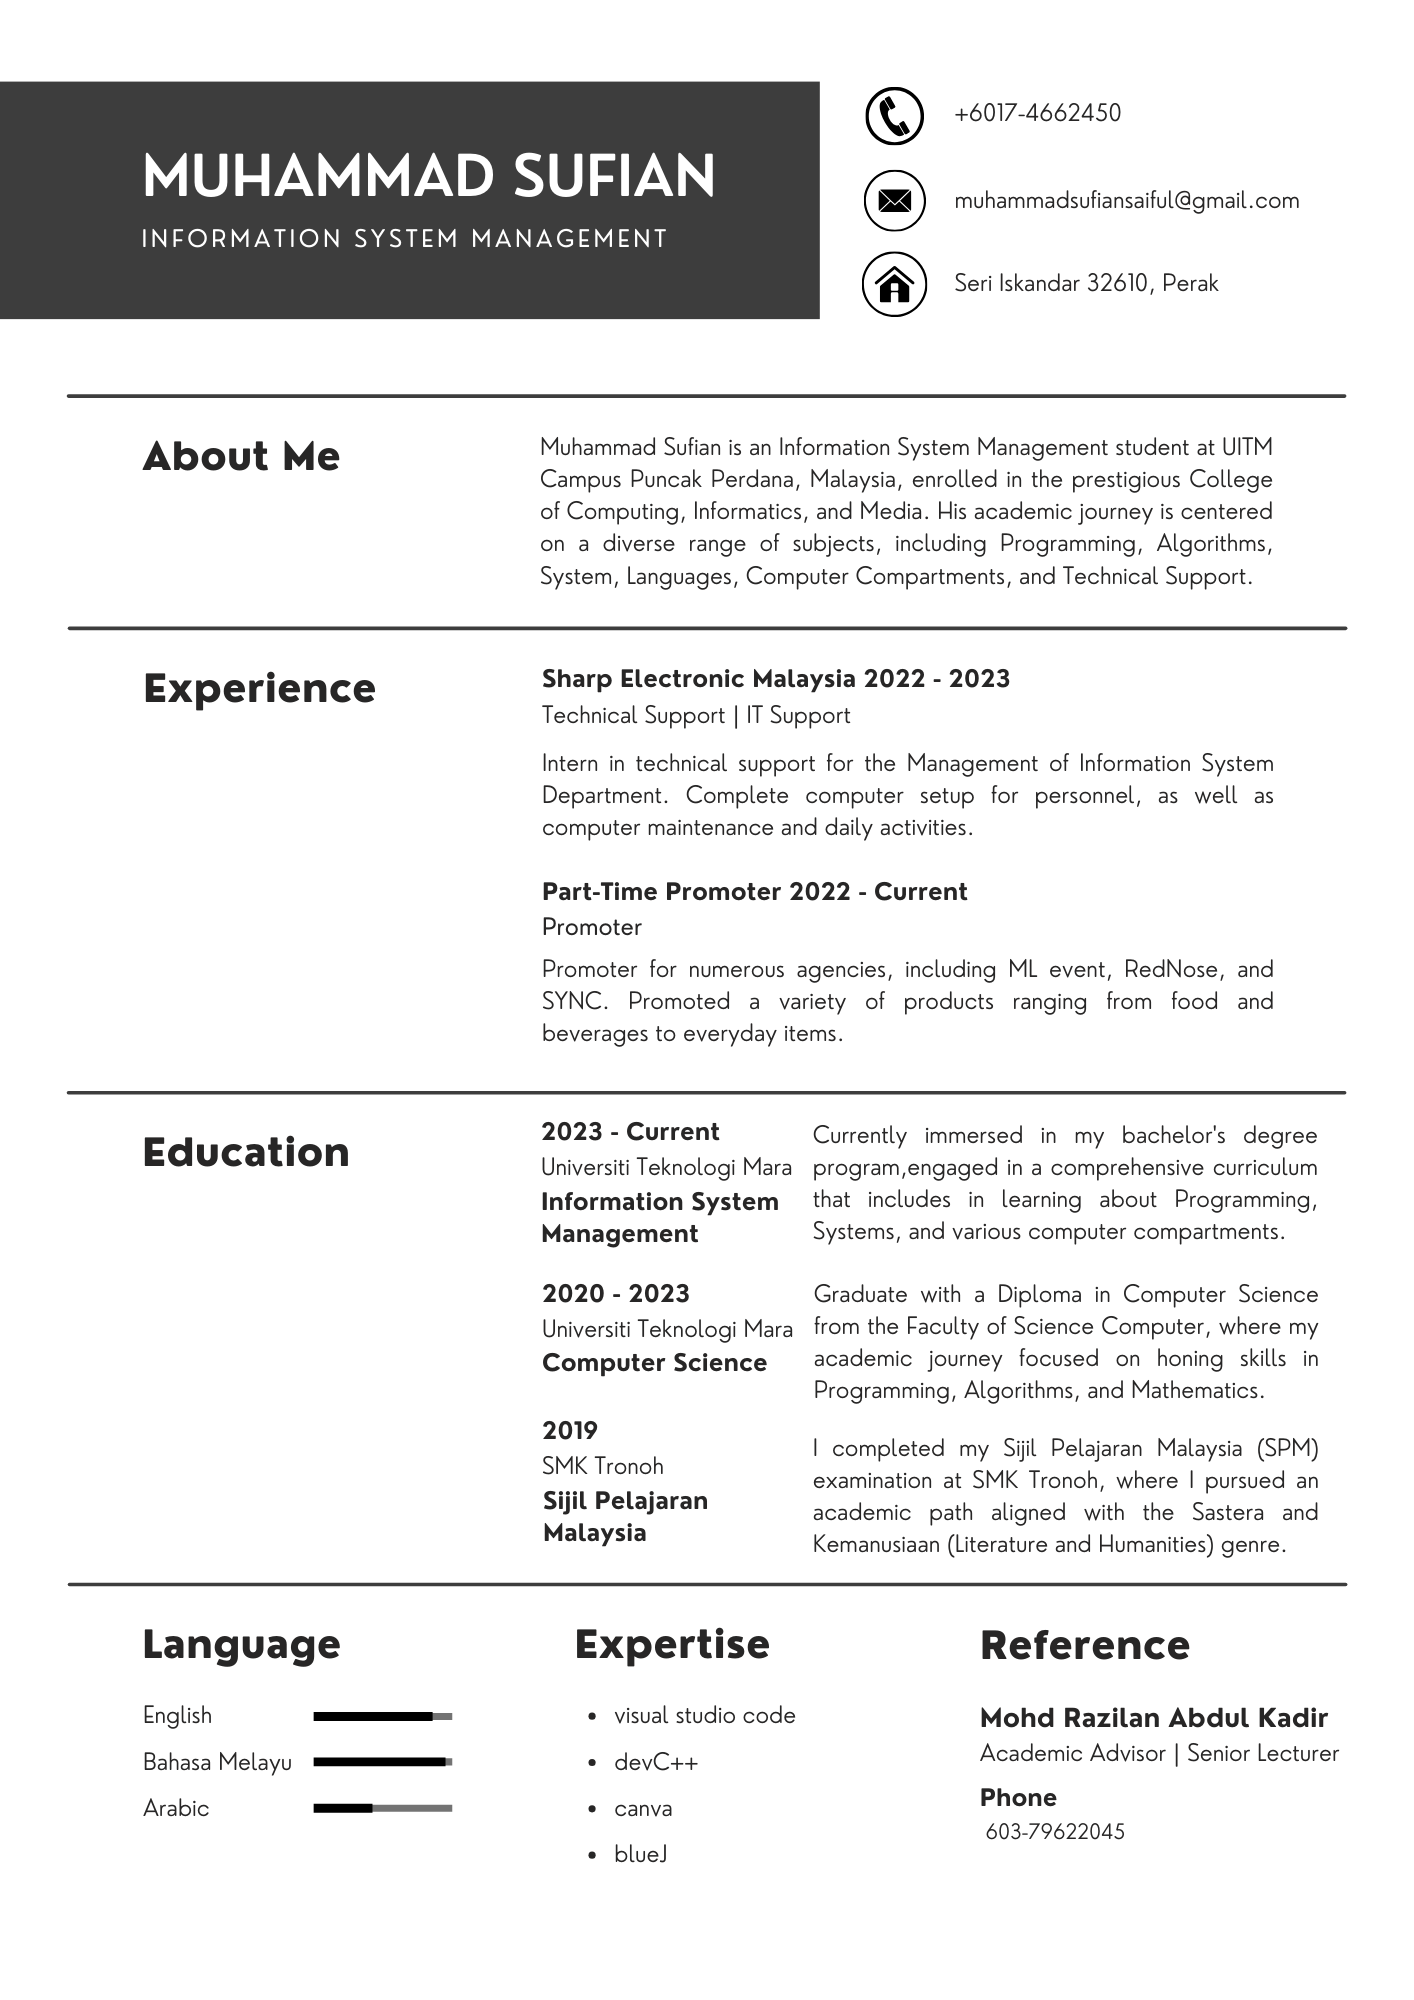 MUHAMMAD SUFIAN
INFORMATION SYSTEM MANAGEMENT
+6017-4662450
muhammadsufiansaiful@gmail.com
Seri Iskandar 32610, Perak
About Me
Muhammad Sufian is an Information System Management student at UITM
Campus Puncak Perdana, Malaysia, enrolled in the prestigious College
of Computing, Informatics, and Media. His academic journey is centered
on a diverse range of subjects, including Programming, Algorithms,
System, Languages, Computer Compartments, and Technical Support.
Experience
Sharp Electronic Malaysia 2022 - 2023
Technical Support | IT Support
Intern in technical support for the Management of Information System
Department. Complete computer setup for personnel, as well as
computer maintenance and daily activities.
Part-Time Promoter 2022 - Current
Promoter
Promoter for numerous agencies, including ML event, RedNose, and
SYNC. Promoted a variety of products ranging from food and
beverages to everyday items.
Education
2023 - Current
Universiti Teknologi Mara
Information System
Management
Currently immersed in my bachelor's degree
program,engaged in a comprehensive curriculum
that includes in learning about Programming,
Systems, and various computer compartments.
2020 - 2023
Universiti Teknologi Mara
Computer Science
Graduate with a Diploma in Computer Science
from the Faculty of Science Computer, where my
academic journey focused on honing skills in
Programming, Algorithms, and Mathematics.
2019
SMK Tronoh
Sijil Pelajaran
Malaysia
I completed my Sijil Pelajaran Malaysia (SPM)
examination at SMK Tronoh, where I pursued an
academic path aligned with the Sastera and
Kemanusiaan (Literature and Humanities) genre.
Language
English
Bahasa Melayu
Arabic
Expertise
• visual studio code
• devC++
• canva
• blueJ
Reference
Mohd Razilan Abdul Kadir
Academic Advisor | Senior Lecturer
Phone
603-79622045